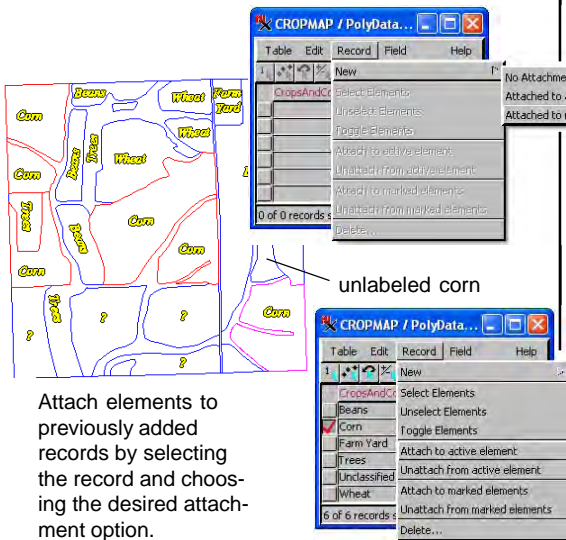 CROPMAP / PolyData...
Table Edit Record Field Help
New
No Attachme
Attached to
Attached to
CropsAndCo
Select Elements
Unselect Elements
Toggle Elements
Attach to active element
Unattach from active element
Attach to marked elements
Unattach from marked elements
Delete...
0 of 0 records s
Beans
Wheat
Farm
Yard
Corn
Wheat
Beans
Trees
Wheat
Corn
Trees
Beans
Corn
Corn
Corn
Corn
Trees
?
?
?
?
unlabeled corn
CROPMAP / PolyData...
Table Edit Record Field Help
New
CropsAndCo
Select Elements
Beans
Unselect Elements
Corn
Toggle Elements
Farm Yard
Attach to active element
Trees
Unattach from active element
Unclassified
Attach to marked elements
Wheat
Unattach from marked elements
6 of 6 records s
Delete...
Attach elements to
previously added
records by selecting
the record and choos-
ing the desired attach-
ment option.